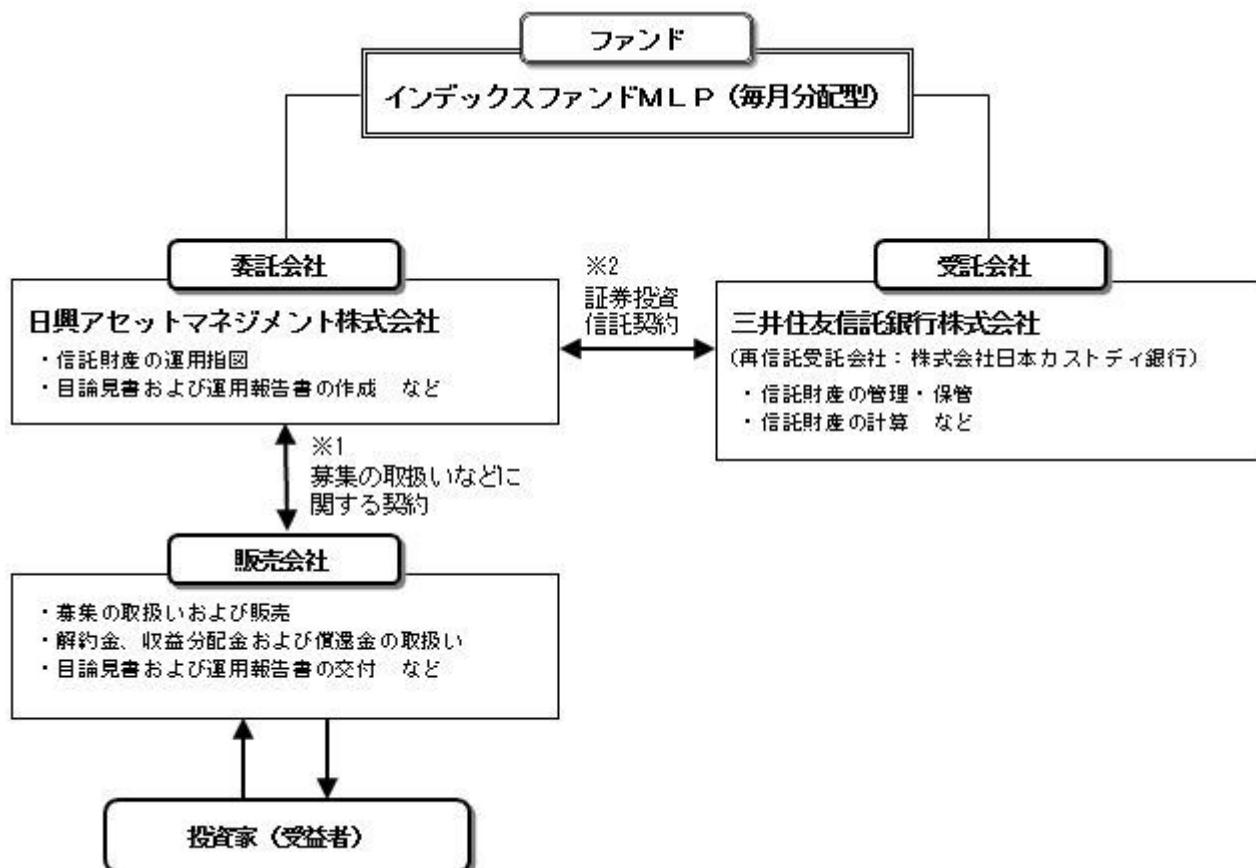 ファンド
インデックスファンドMLP（毎月分配型）
委託会社
日興アセットマネジメント株式会社
・信託財産の運用指図
・目論見書および運用報告書の作成　など
※2
証券投資
信託契約
受託会社
三井住友信託銀行株式会社
(再信託受託会社：株式会社日本カストディ銀行)
・信託財産の管理・保管
・信託財産の計算　など
※1
募集の取扱いなどに
関する契約
販売会社
・募集の取扱いおよび販売
・解約金、収益分配金および償還金の取扱い
・目論見書および運用報告書の交付　など
投資家（受益者）